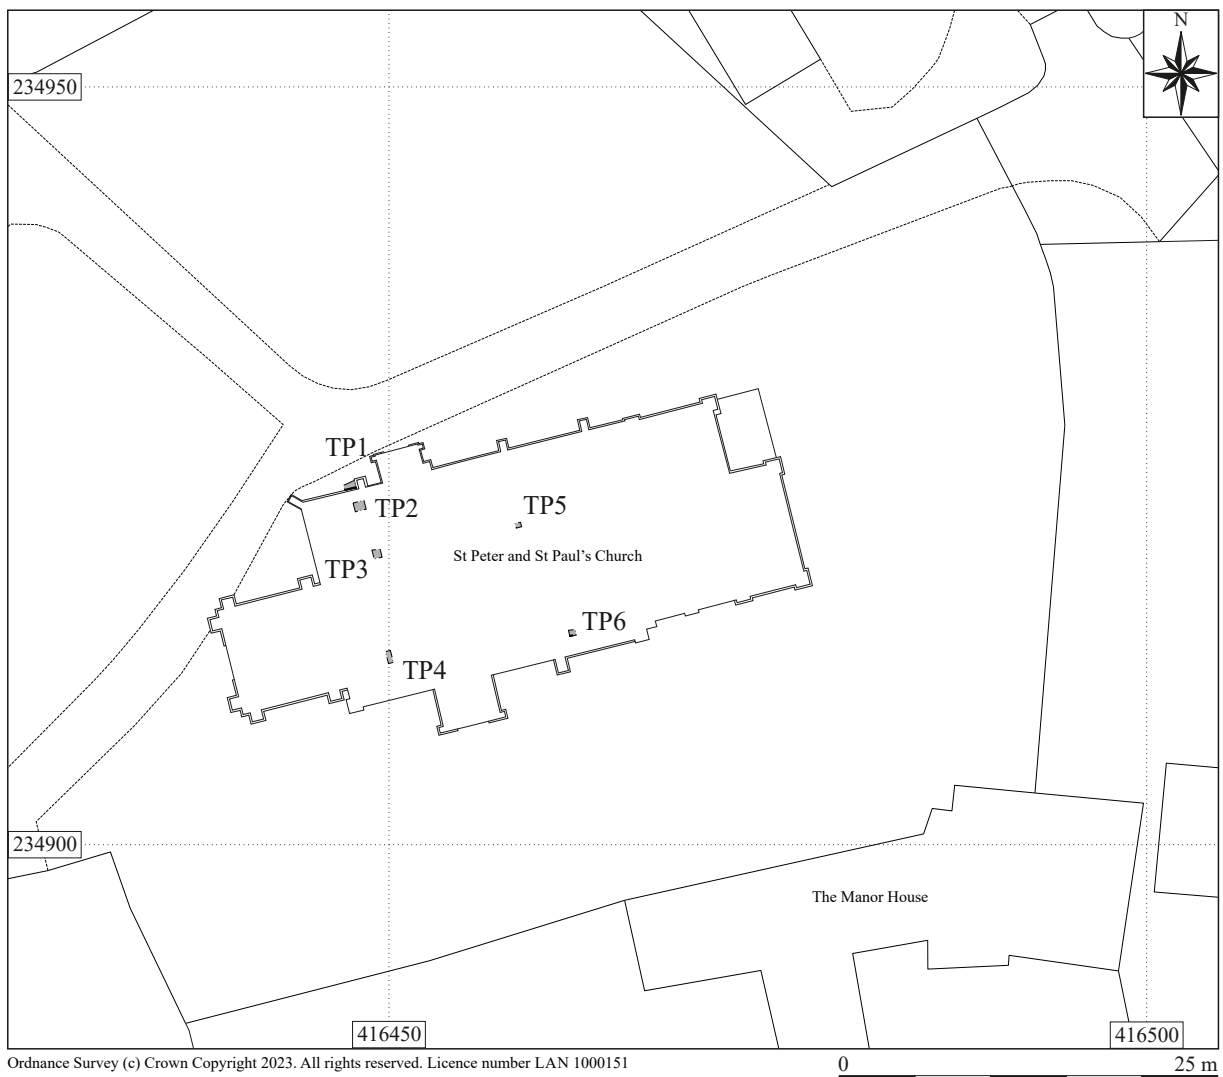 N
234950
TP1
TP2
TP5
St Peter and St Paul's Church
TP3
TP6
TP4
234900
The Manor House
416450
416500
Ordnance Survey (c) Crown Copyright 2023. All rights reserved. Licence number LAN 1000151
0
25 m